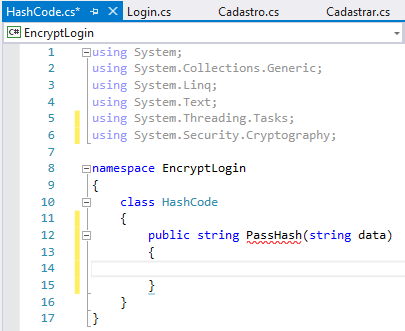 HashCode.cs* Login.cs Cadastro.cs Cadastrar.cs
C# EncryptLogin
1 using System;
2 using System.Collections.Generic;
3 using System.Linq;
4 using System.Text;
5 using System.Threading.Tasks;
6 using System.Security.Cryptography;
7
8 namespace EncryptLogin
9 {
10 class HashCode
11 {
12 public string PassHash(string data)
13 {
14
15 }
16 }
17 }